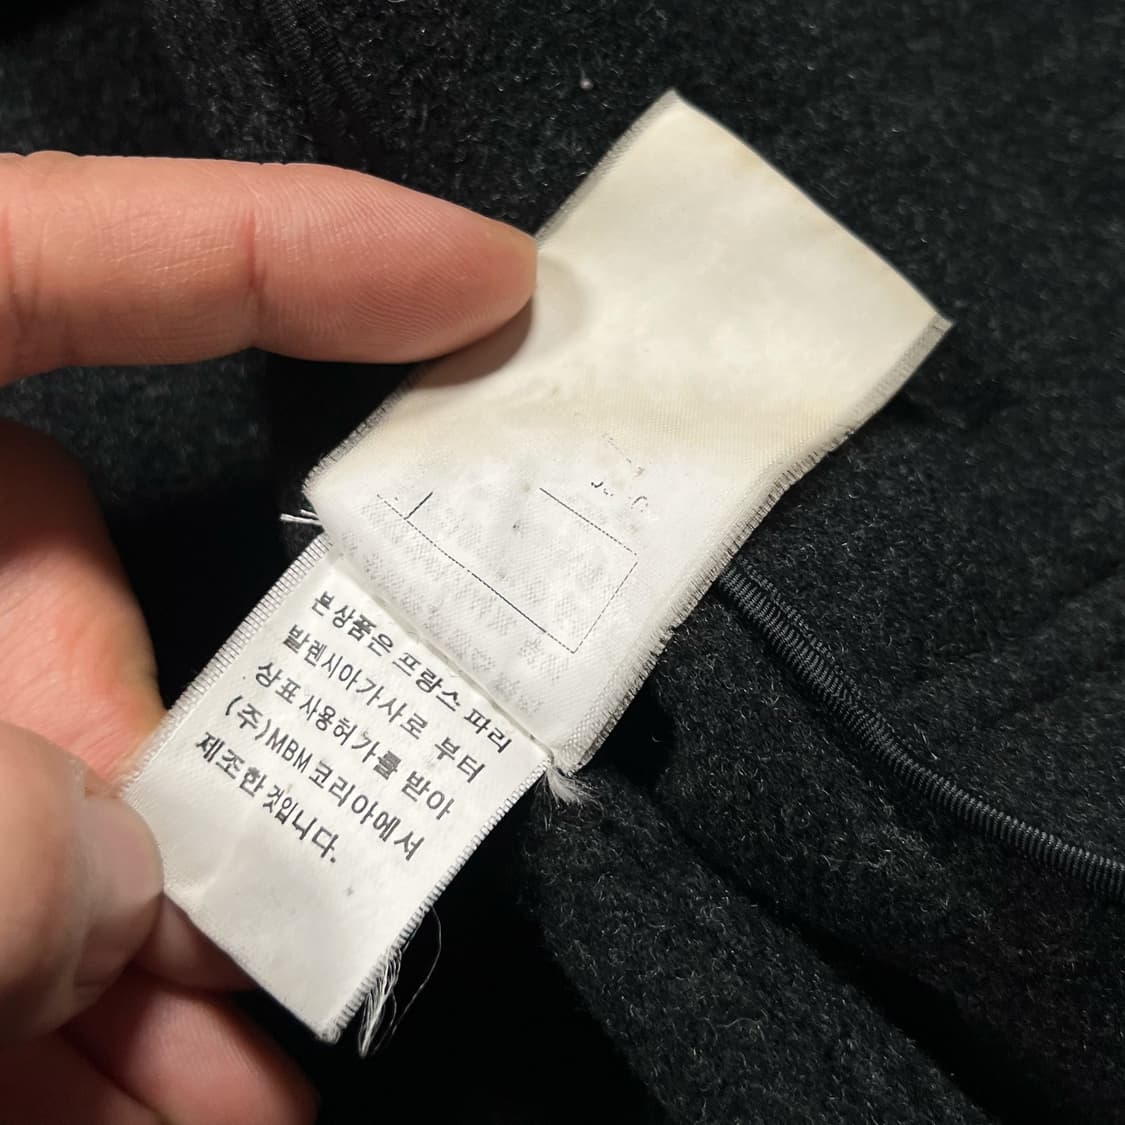 본 상품은 프랑스 파리
발렌시아가사로 부터
상표 사용허가를 받아
(주)MBM 코리아에서
제조한 것입니다.